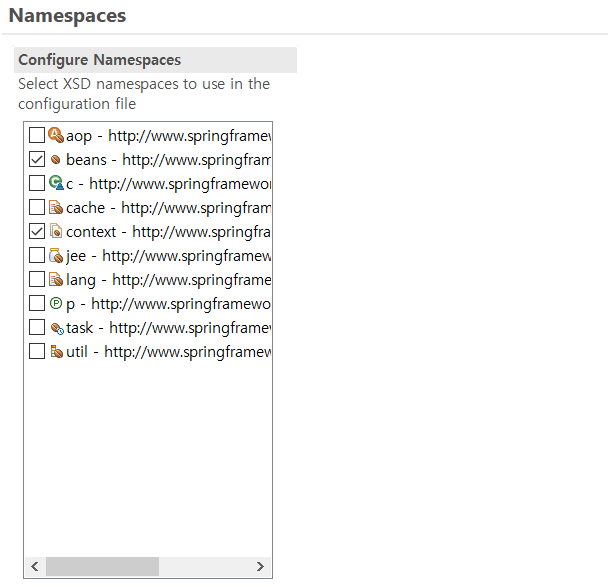 Namespaces
Configure Namespaces
Select XSD namespaces to use in the
configuration file
aop - http://www.springframew
beans - http://www.springfram
c - http://www.springframewor
cache - http://www.springfram
context - http://www.springfra
jee - http://www.springframew
lang - http://www.springframe
p - http://www.springframewo
task - http://www.springframew
util - http://www.springframew